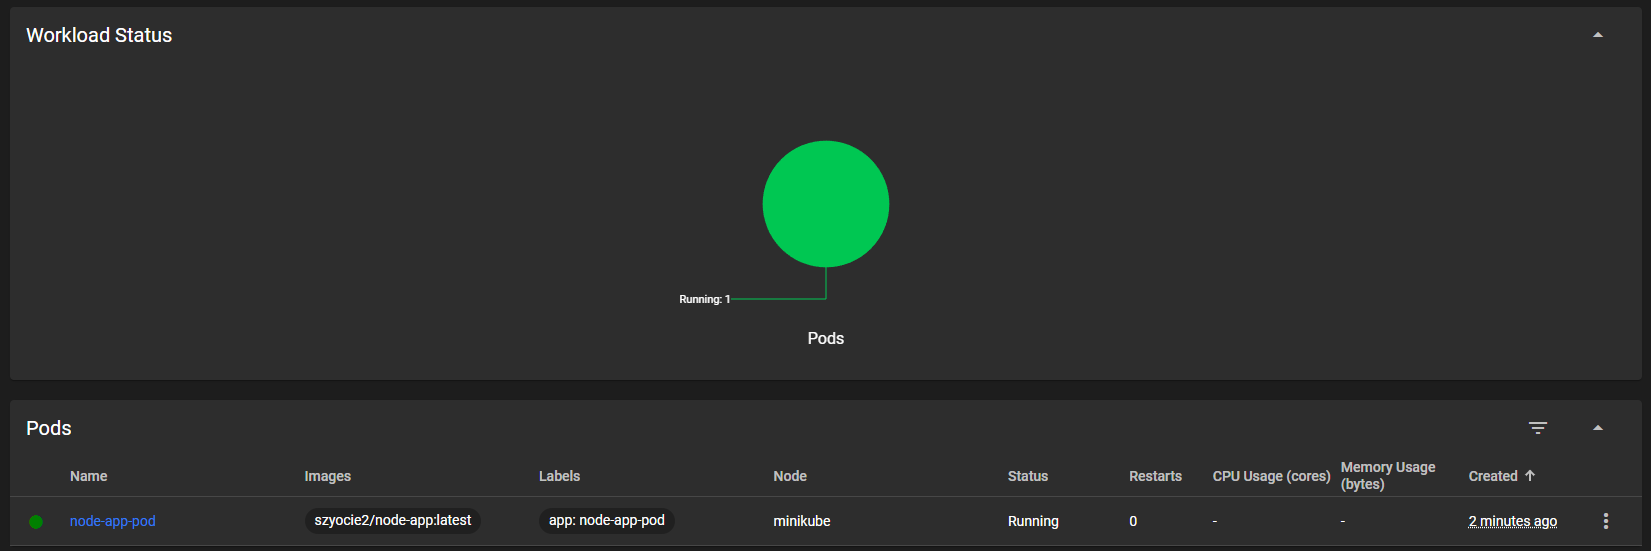 Workload Status
Running: 1
Pods
Pods
Name Images Labels Node Status Restarts CPU Usage (cores) Memory Usage (bytes) Created
node-app-pod szyocie2/node-app:latest app: node-app-pod minikube Running 0 - - 2 minutes ago